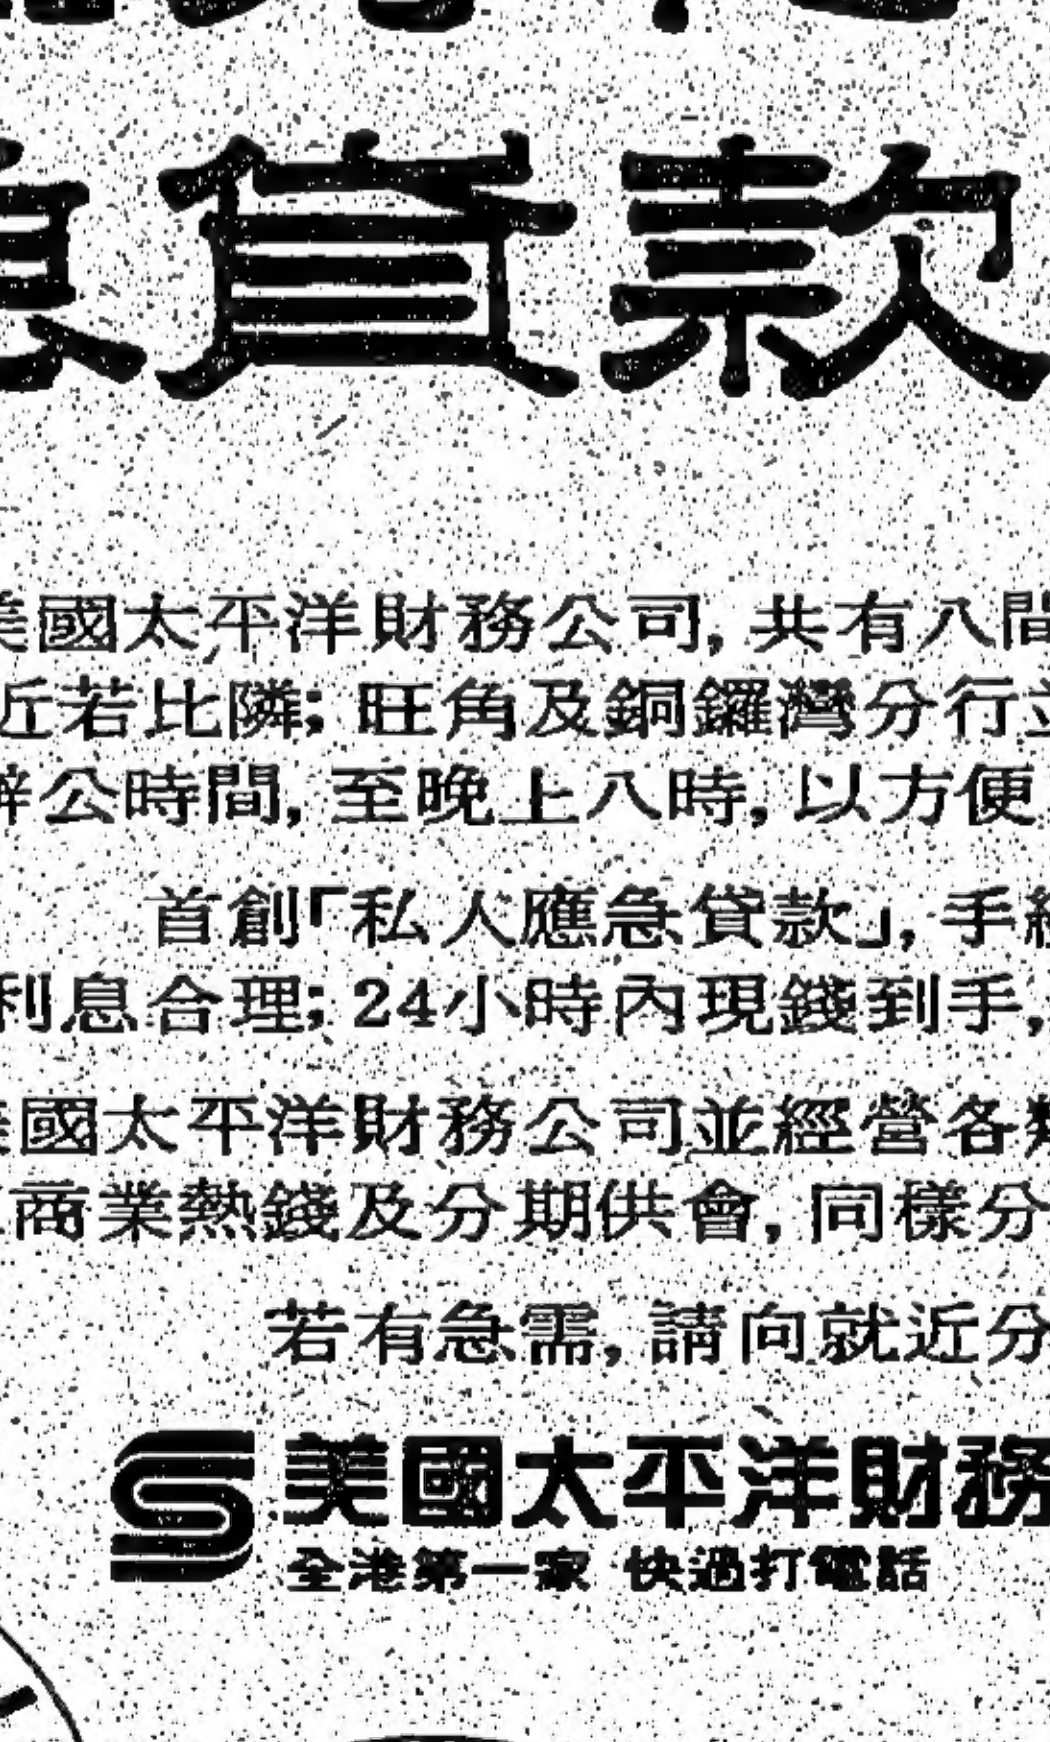 急貸款
美國太平洋財務公司, 共有八間
近若比隣; 旺角及銅鑼灣分行並
辦公時間, 至晚上八時, 以方便
首創「私人應急貸款」, 手續
利息合理; 24小時內現錢到手,
美國太平洋財務公司並經營各類
商業熱錢及分期供會, 同樣分
若有急需, 請向就近分
美國太平洋財務
全港第一家 快過打電話